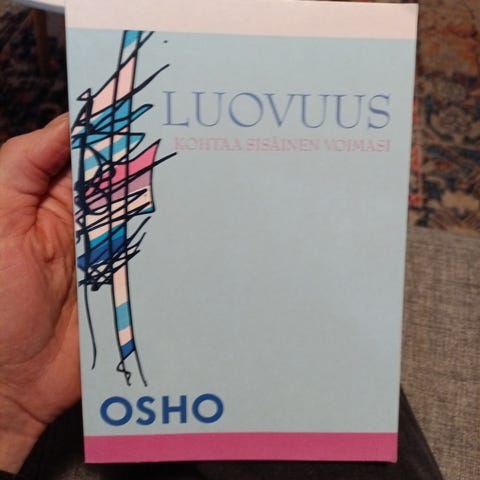 LUOVUUS
KOHTAA SISÄINEN VOIMASI
OSHO